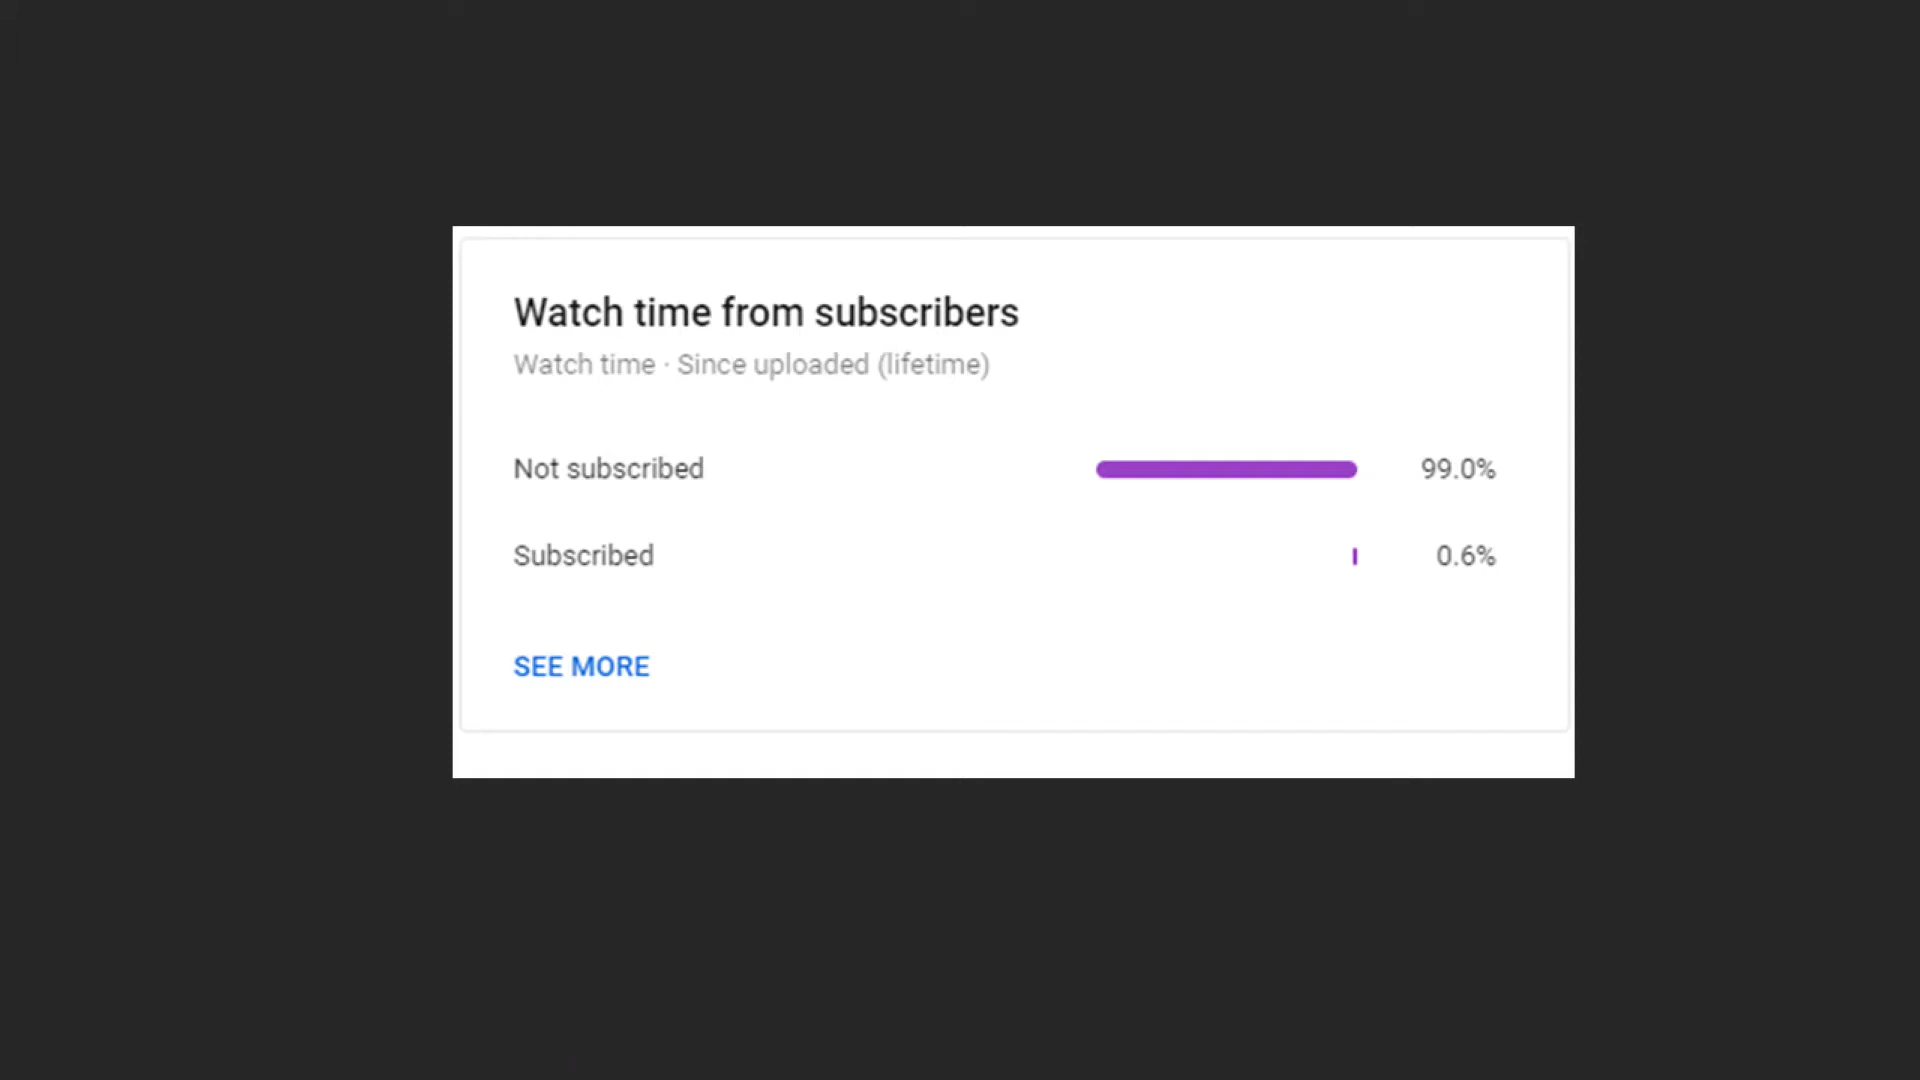 Watch time from subscribers
Watch time · Since uploaded (lifetime)
Not subscribed 99.0%
Subscribed 0.6%
SEE MORE